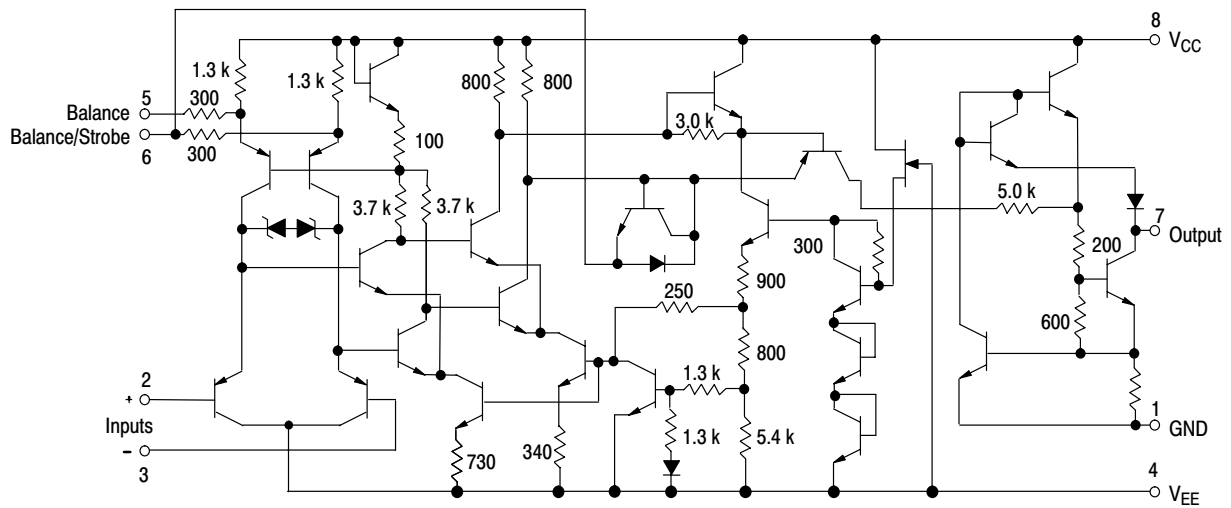 8
VCC
1.3 k
1.3 k
800
800
5
300
Balance
3.0 k
Balance/Strobe
6
300
100
3.7 k
3.7 k
5.0 k
7
Output
300
200
900
250
600
800
2
1.3 k
+
Inputs
1.3 k
5.4 k
1
GND
340
–
3
730
4
VEE